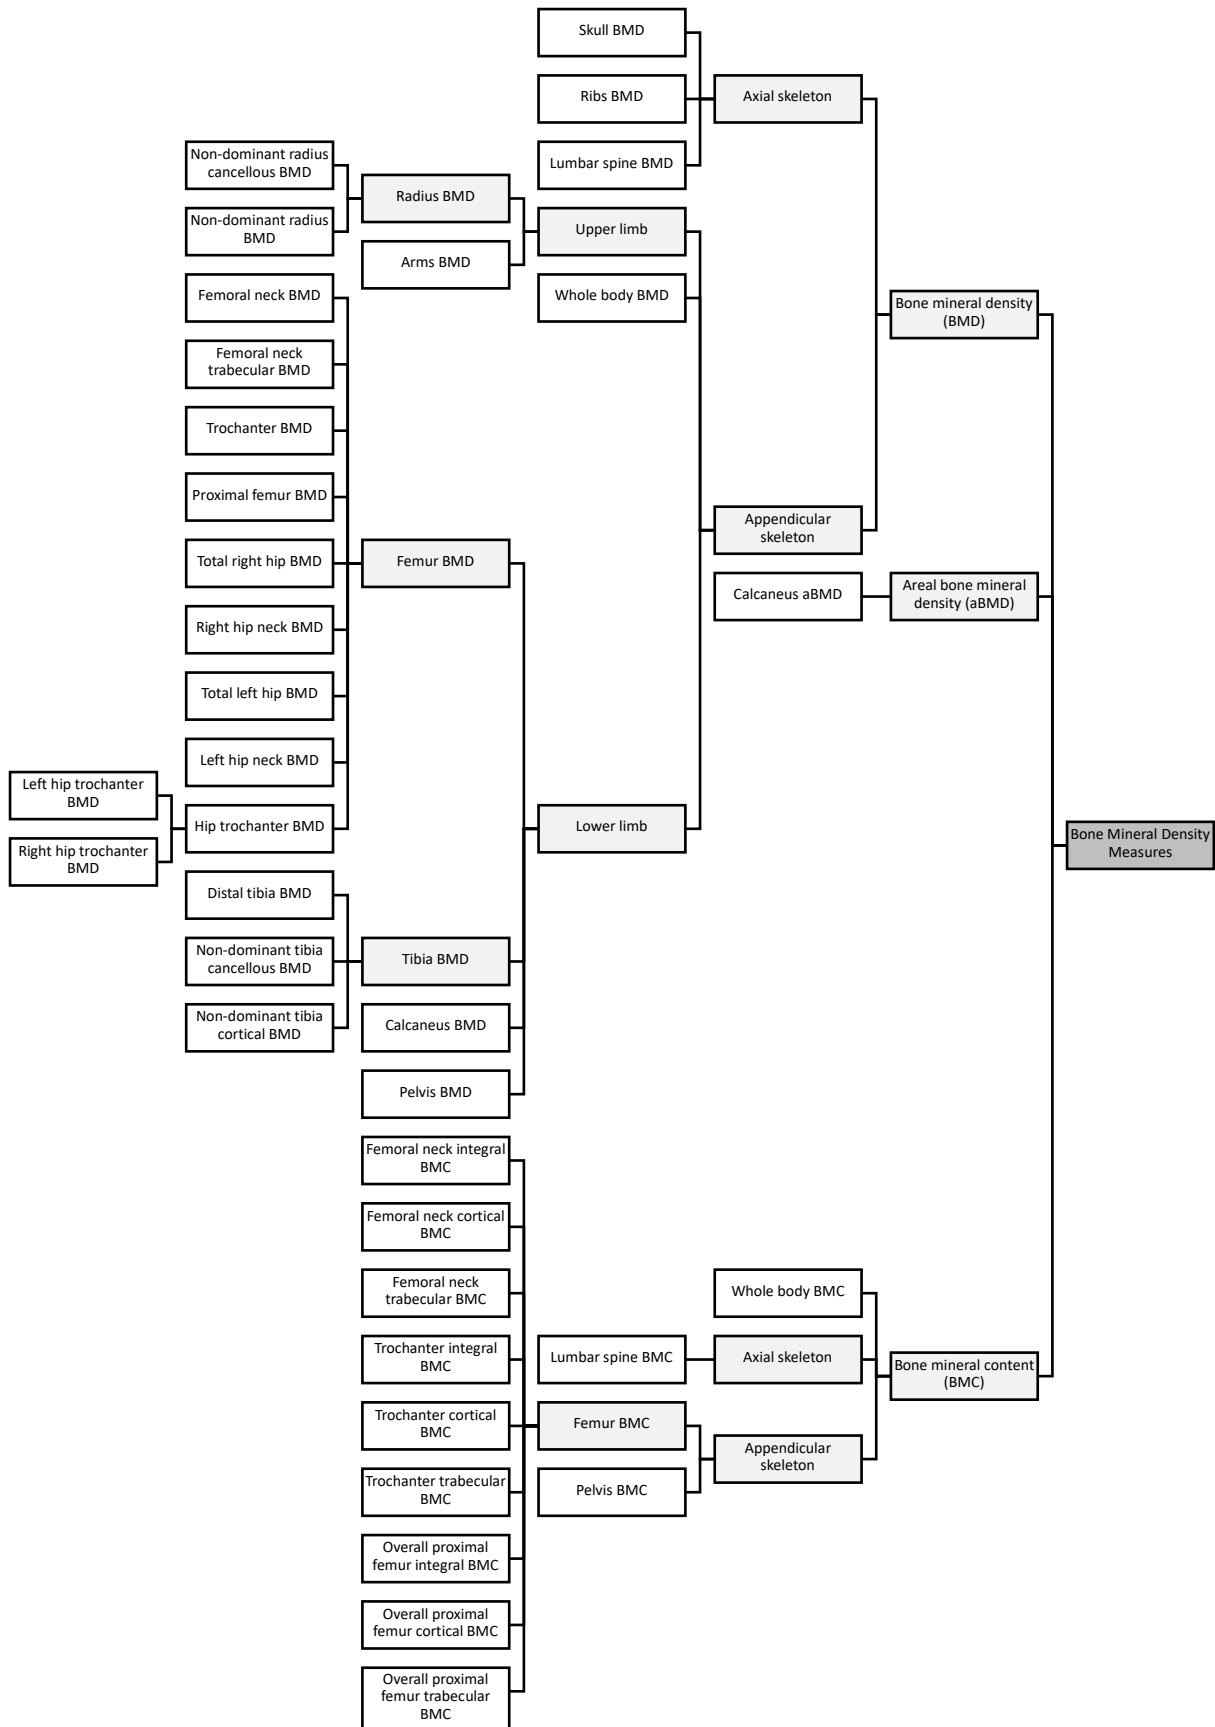 Skull BMD
Ribs BMD
Axial skeleton
Lumbar spine BMD
Non-dominant radius
cancellous BMD
Radius BMD
Non-dominant radius
BMD
Upper limb
Arms BMD
Femoral neck BMD
Whole body BMD
Bone mineral density
(BMD)
Femoral neck
trabecular BMD
Trochanter BMD
Proximal femur BMD
Appendicular
skeleton
Total right hip BMD
Femur BMD
Calcaneus aBMD
Areal bone mineral
density (aBMD)
Right hip neck BMD
Total left hip BMD
Left hip neck BMD
Left hip trochanter
BMD
Hip trochanter BMD
Lower limb
Bone Mineral Density
Measures
Right hip trochanter
BMD
Distal tibia BMD
Non-dominant tibia
cancellous BMD
Tibia BMD
Non-dominant tibia
cortical BMD
Calcaneus BMD
Pelvis BMD
Femoral neck integral
BMC
Femoral neck cortical
BMC
Femoral neck
trabecular BMC
Whole body BMC
Trochanter integral
BMC
Lumbar spine BMC
Axial skeleton
Bone mineral content
(BMC)
Trochanter cortical
BMC
Femur BMC
Appendicular
skeleton
Trochanter trabecular
BMC
Pelvis BMC
Overall proximal
femur integral BMC
Overall proximal
femur cortical BMC
Overall proximal
femur trabecular
BMC